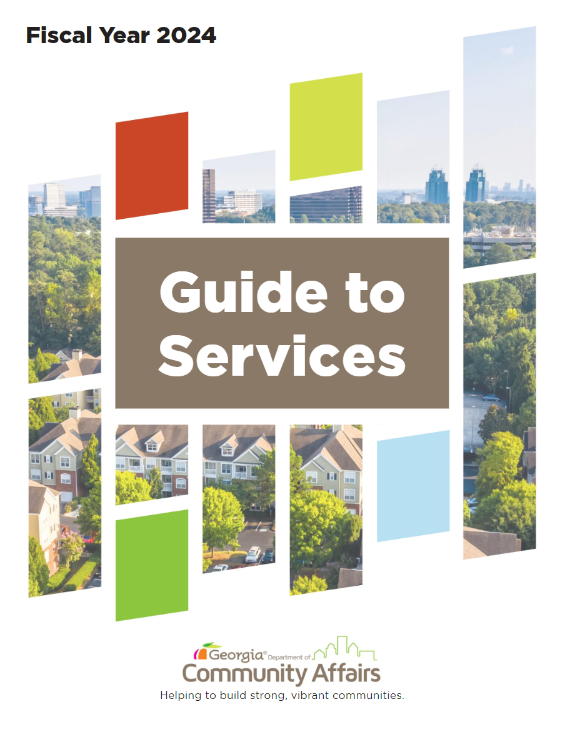 Fiscal Year 2024
Guide to
Services
Georgia® Department of
Community Affairs
Helping to build strong, vibrant communities.